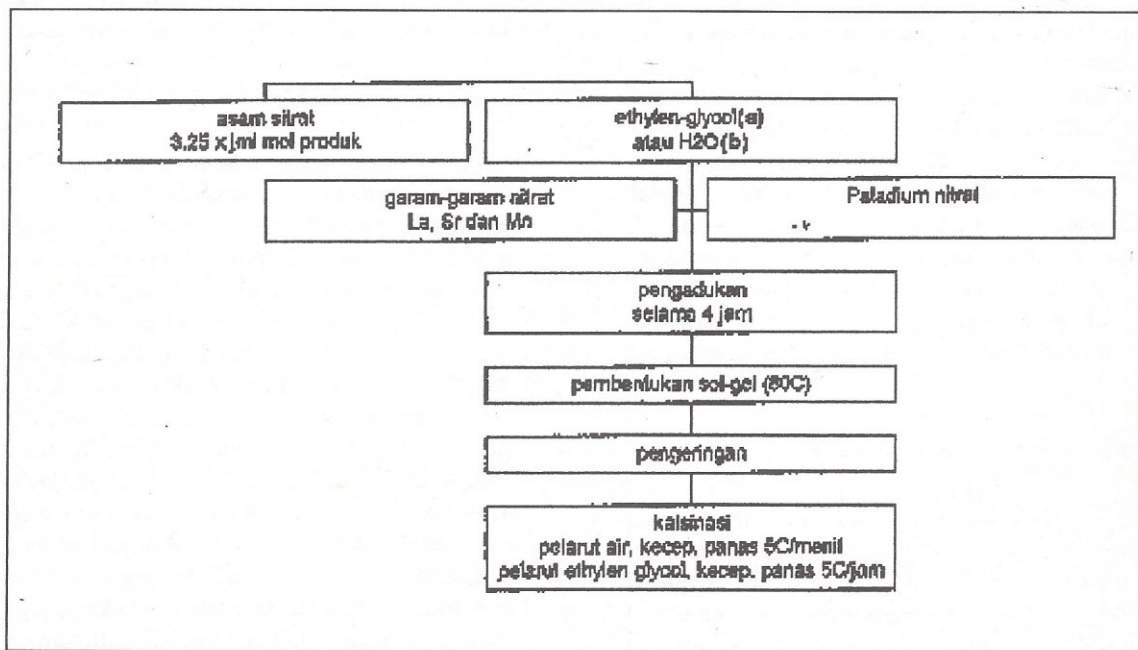 asam sitrat
3.25 x jml mol produk
ethylen-glycol(a)
atau H2O(b)
garam-garam nitrat
La, Sr dan Mn
Paladium nitrat
pengadukan
selama 4 jam
pembentukan sol-gel (80C)
pengeringan
kalsinasi
pelarut air, kecep. panas 5C/menit
pelarut ethylen glycol, kecep. panas 5C/jam